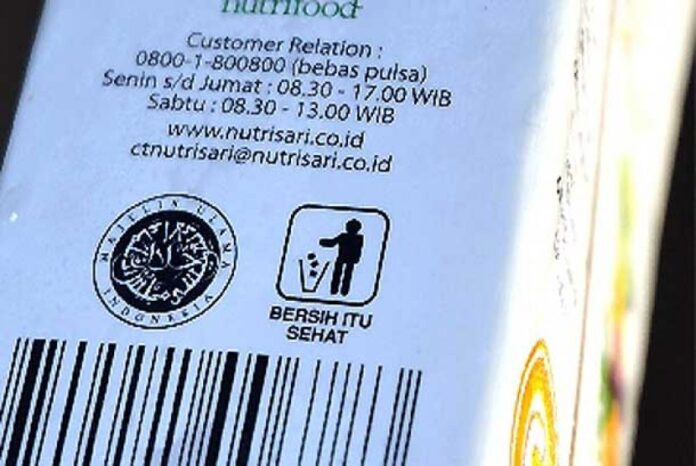 nutrifood
Customer Relation :
0800-1-800800 (bebas pulsa)
Senin s/d Jumat : 08.30 - 17.00 WIB
Sabtu : 08.30 - 13.00 WIB
www.nutrisari.co.id
ctnutrisari@nutrisari.co.id
MAJELIS ULAMA
INDONESIA
BERSIH ITU
SEHAT